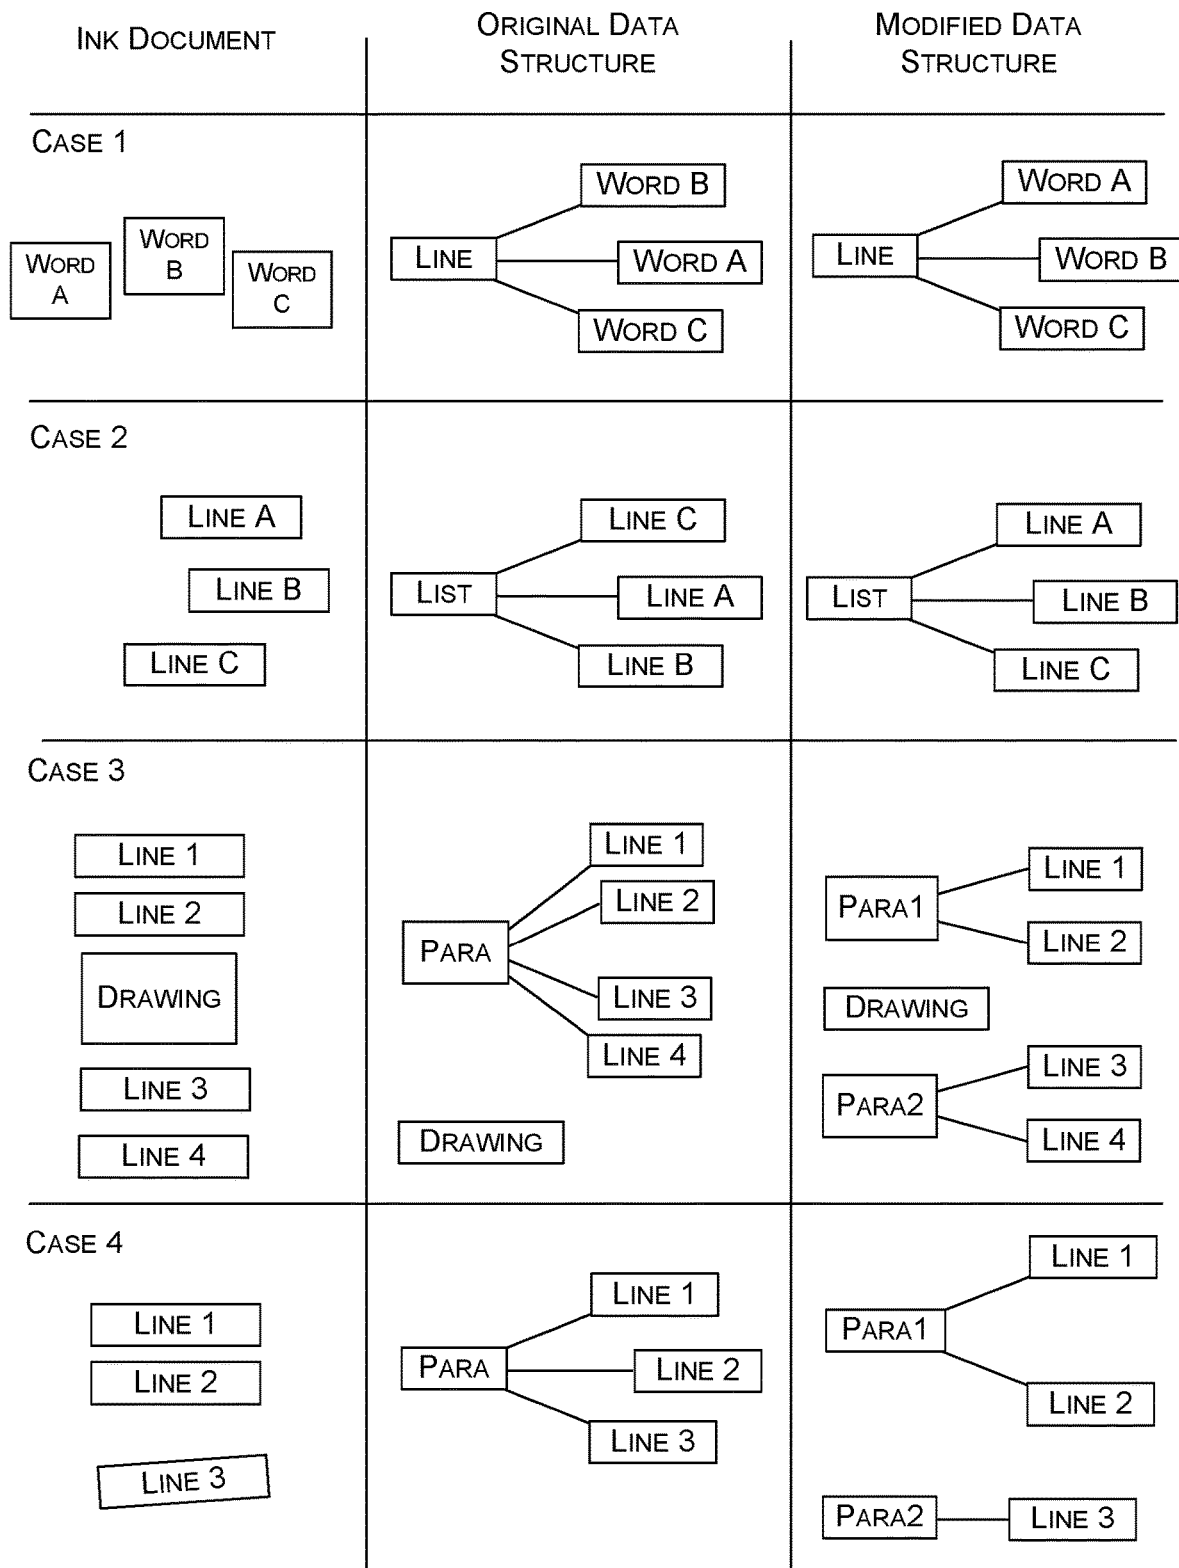 INK DOCUMENT
ORIGINAL DATA
STRUCTURE
MODIFIED DATA
STRUCTURE
CASE 1
WORD
A
WORD
B
WORD
C
LINE
WORD B
WORD A
WORD C
LINE
WORD A
WORD B
WORD C
CASE 2
LINE A
LINE B
LINE C
LIST
LINE C
LINE A
LINE B
LIST
LINE A
LINE B
LINE C
CASE 3
LINE 1
LINE 2
DRAWING
LINE 3
LINE 4
PARA
LINE 1
LINE 2
LINE 3
LINE 4
DRAWING
PARA1
LINE 1
LINE 2
DRAWING
PARA2
LINE 3
LINE 4
CASE 4
LINE 1
LINE 2
LINE 3
PARA
LINE 1
LINE 2
LINE 3
PARA1
LINE 1
LINE 2
PARA2
LINE 3